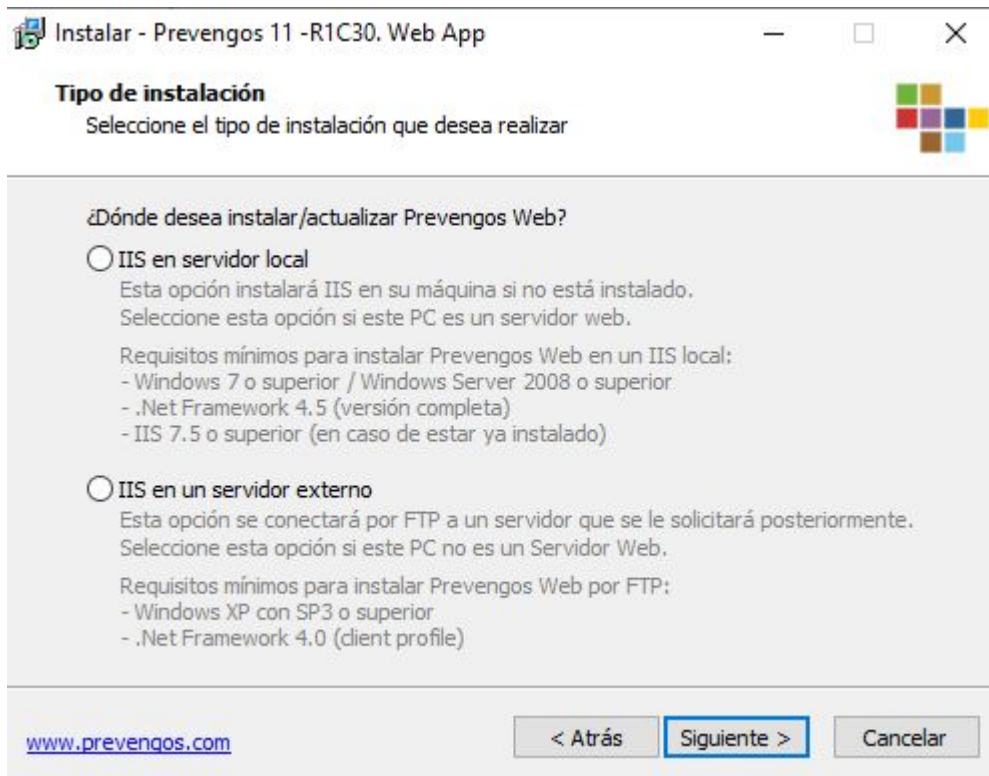 Instalar - Prevengos 11 -R1C30. Web App
Tipo de instalación
Seleccione el tipo de instalación que desea realizar
¿Dónde desea instalar/actualizar Prevengos Web?
IIS en servidor local
Esta opción instalará IIS en su máquina si no está instalado.
Seleccione esta opción si este PC es un servidor web.
Requisitos mínimos para instalar Prevengos Web en un IIS local:
- Windows 7 o superior / Windows Server 2008 o superior
- .Net Framework 4.5 (versión completa)
- IIS 7.5 o superior (en caso de estar ya instalado)
IIS en un servidor externo
Esta opción se conectará por FTP a un servidor que se le solicitará posteriormente.
Seleccione esta opción si este PC no es un Servidor Web.
Requisitos mínimos para instalar Prevengos Web por FTP:
- Windows XP con SP3 o superior
- .Net Framework 4.0 (client profile)
www.prevengos.com
< Atrás
Siguiente >
Cancelar